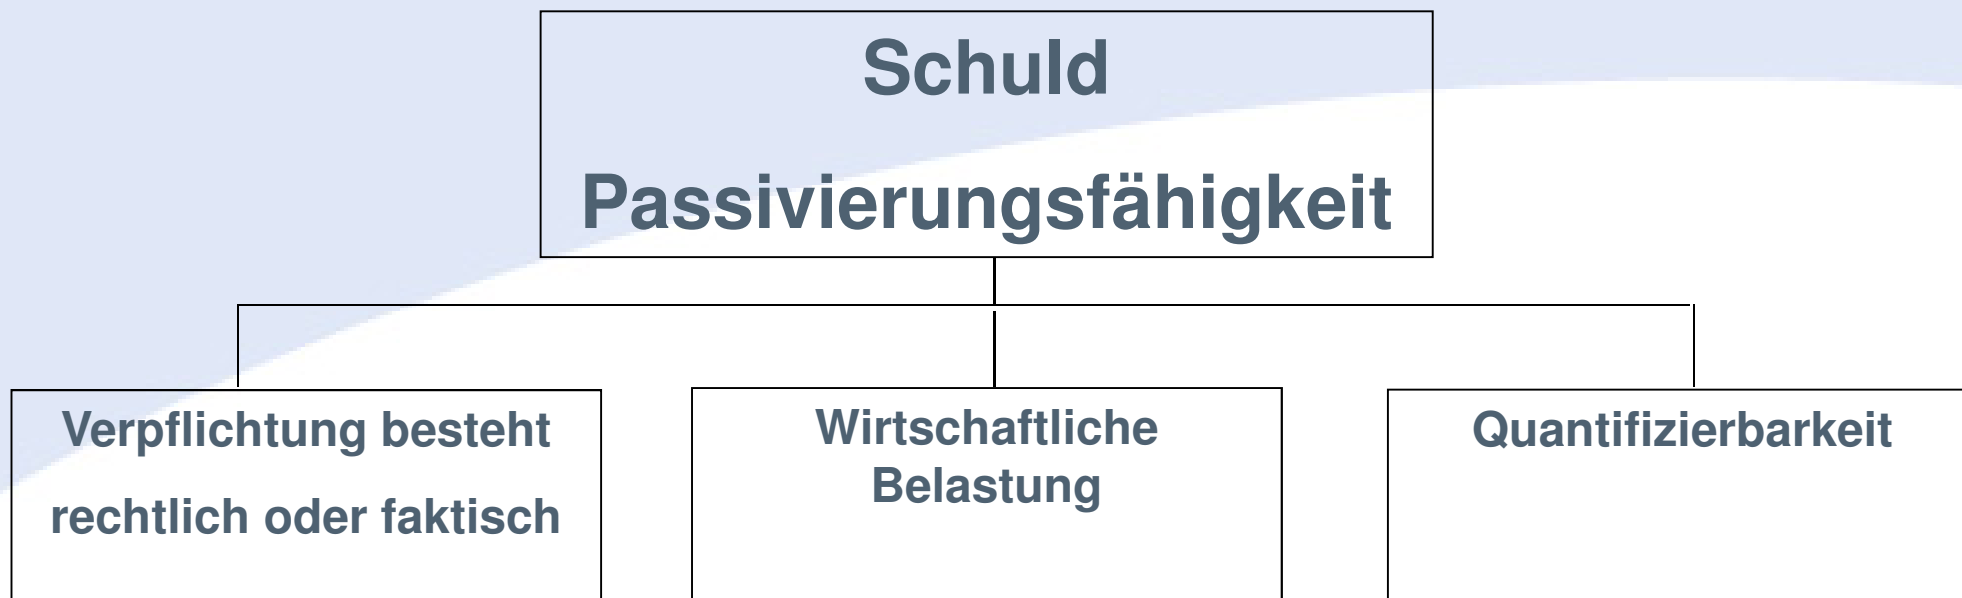 Schuld
Passivierungsfähigkeit
Verpflichtung besteht
rechtlich oder faktisch
Wirtschaftliche
Belastung
Quantifizierbarkeit